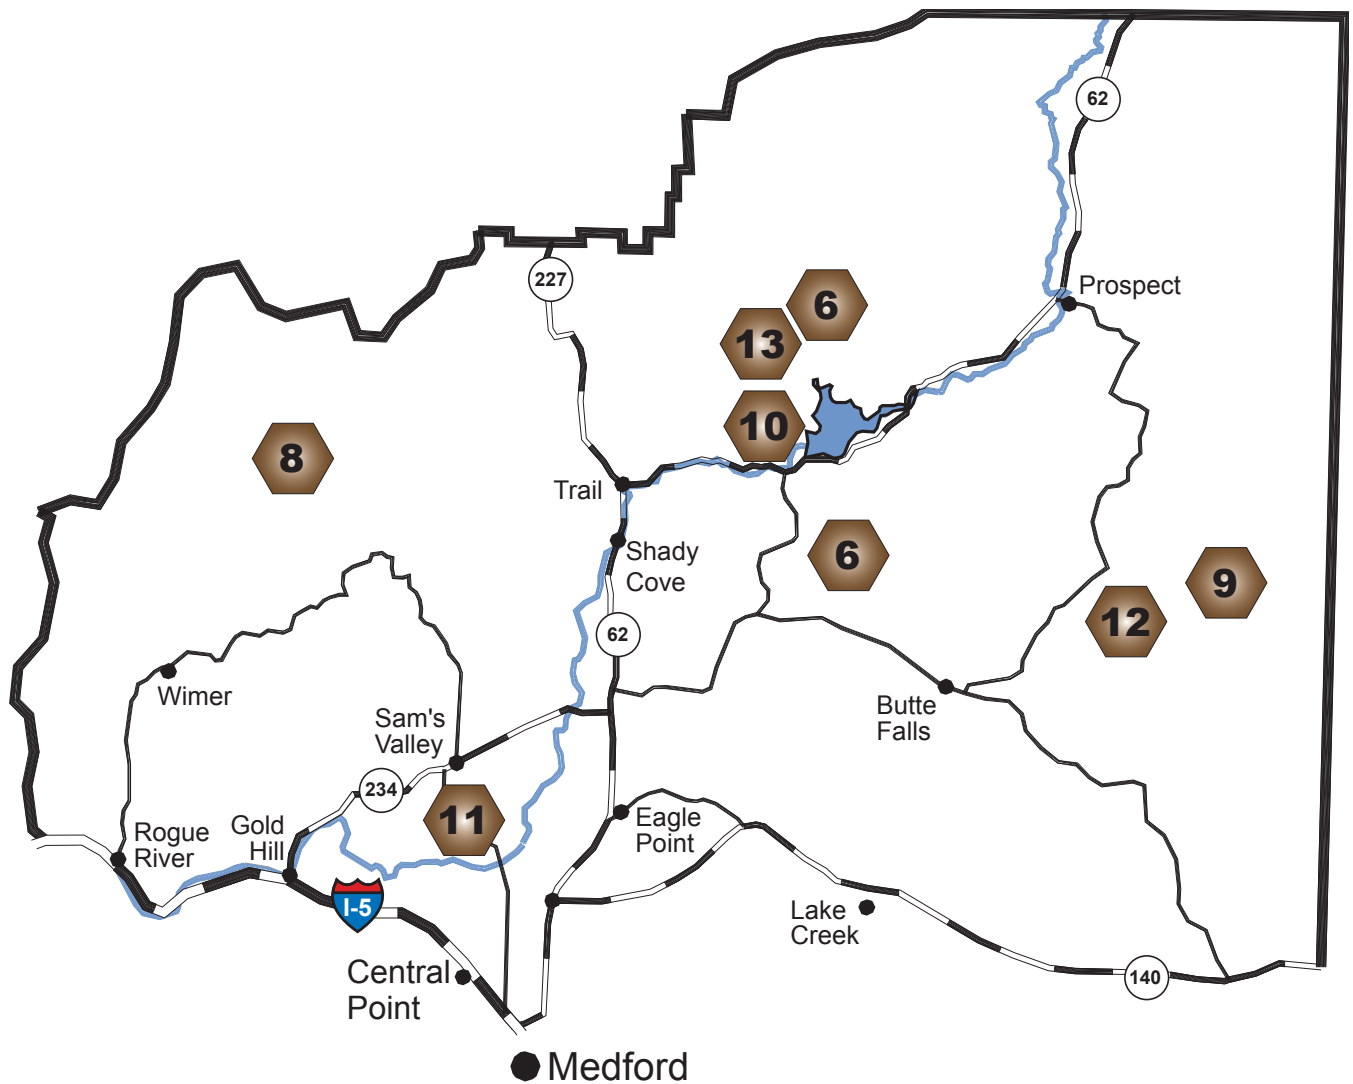 62
227
Prospect
6
13
10
8
Trail
Shady
Cove
6
9
12
62
Wimer
Butte
Falls
Sam's
Valley
234
11
Eagle
Point
Gold
Hill
Rogue
River
I-5
Lake
Creek
Central
Point
140
Medford